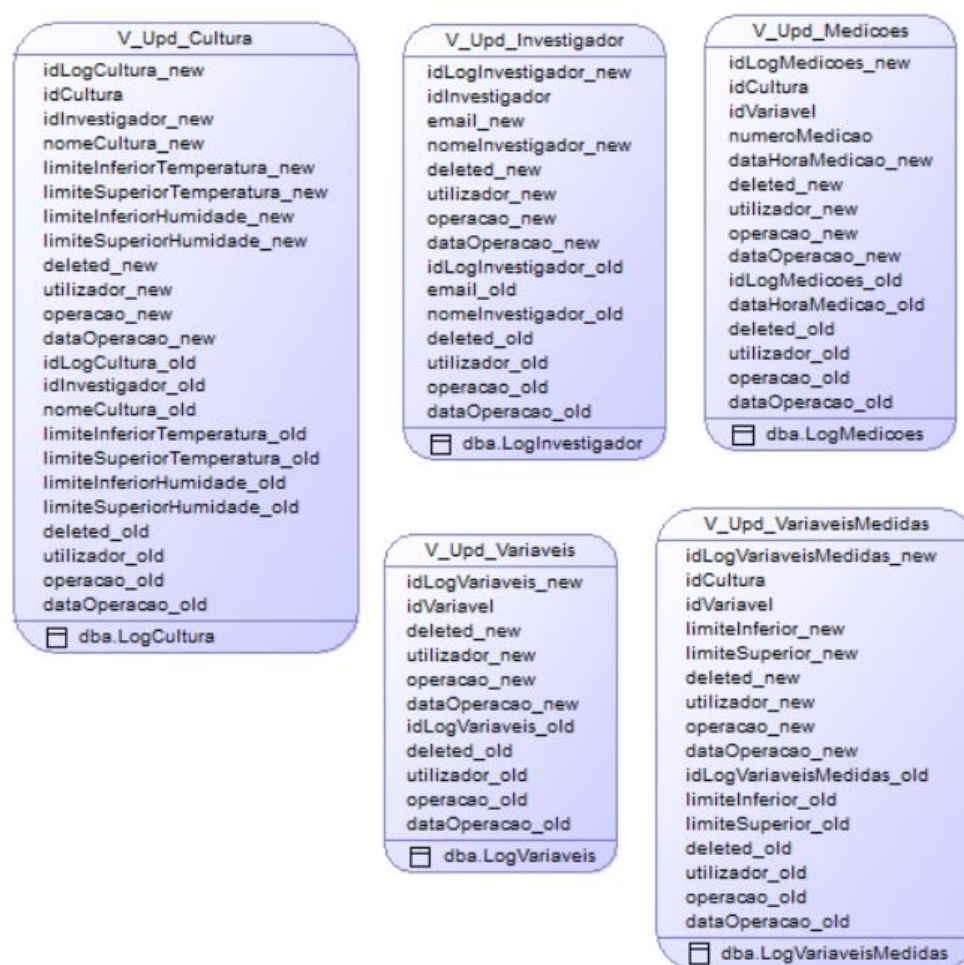 V_Upd_Cultura
idLogCultura_new
idCultura
idInvestigador_new
nomeCultura_new
limiteInferiorTemperatura_new
limiteSuperiorTemperatura_new
limiteInferiorHumidade_new
limiteSuperiorHumidade_new
deleted_new
utilizador_new
operacao_new
dataOperacao_new
idLogCultura_old
idInvestigador_old
nomeCultura_old
limiteInferiorTemperatura_old
limiteSuperiorTemperatura_old
limiteInferiorHumidade_old
limiteSuperiorHumidade_old
deleted_old
utilizador_old
operacao_old
dataOperacao_old
dba.LogCultura
V_Upd_Investigador
idLogInvestigador_new
idInvestigador
email_new
nomeInvestigador_new
deleted_new
utilizador_new
operacao_new
dataOperacao_new
idLogInvestigador_old
email_old
nomeInvestigador_old
deleted_old
utilizador_old
operacao_old
dataOperacao_old
dba.LogInvestigador
V_Upd_Medicoes
idLogMedicoes_new
idCultura
idVariavel
numeroMedicao
dataHoraMedicao_new
deleted_new
utilizador_new
operacao_new
dataOperacao_new
idLogMedicoes_old
dataHoraMedicao_old
deleted_old
utilizador_old
operacao_old
dataOperacao_old
dba.LogMedicoes
V_Upd_Variaveis
idLogVariaveis_new
idVariavel
deleted_new
utilizador_new
operacao_new
dataOperacao_new
idLogVariaveis_old
deleted_old
utilizador_old
operacao_old
dataOperacao_old
dba.LogVariaveis
V_Upd_VariaveisMedidas
idLogVariaveisMedidas_new
idCultura
idVariavel
limiteInferior_new
limiteSuperior_new
deleted_new
utilizador_new
operacao_new
dataOperacao_new
idLogVariaveisMedidas_old
limiteInferior_old
limiteSuperior_old
deleted_old
utilizador_old
operacao_old
dataOperacao_old
dba.LogVariaveisMedidas